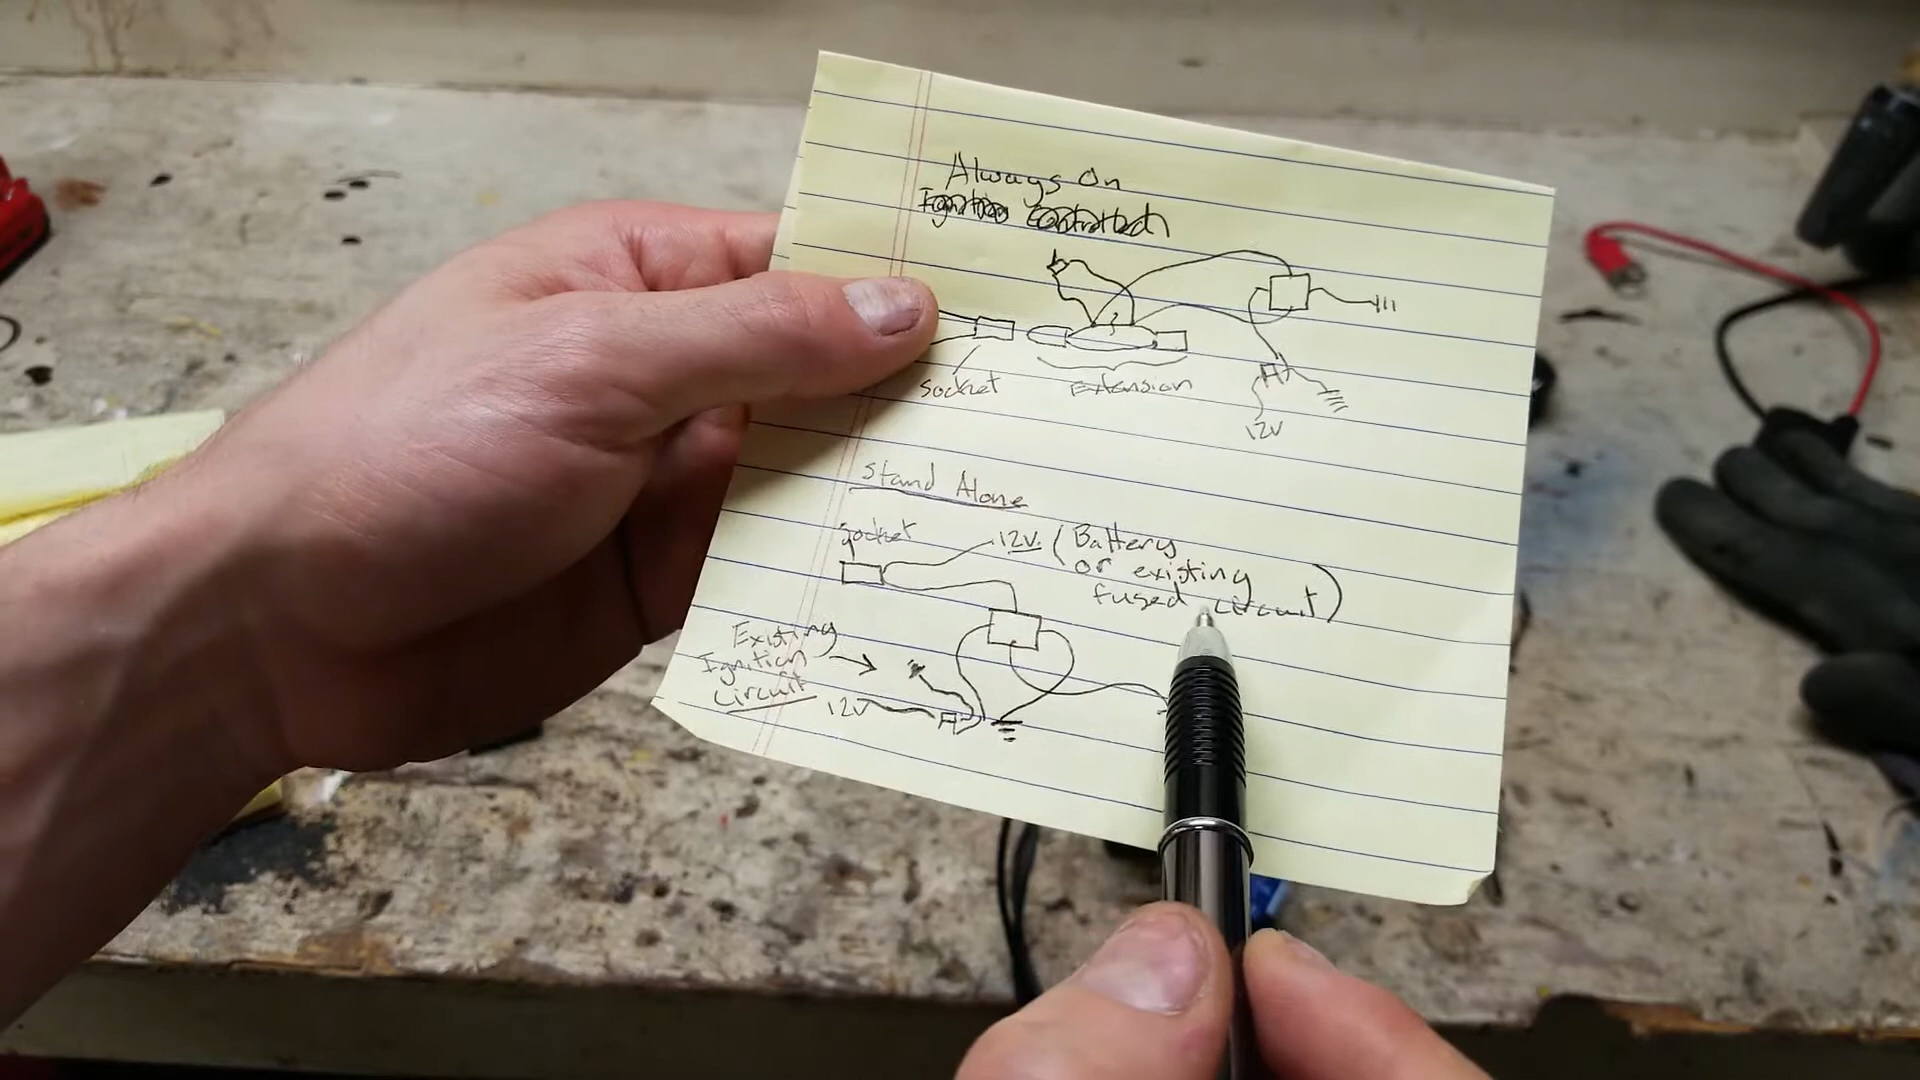 Always On
Ignition controlled
Socket
Extension
12V
Stand Alone
Socket
12V (Battery
or existing
fused circuit)
Existing
Ignition
circuit
12V